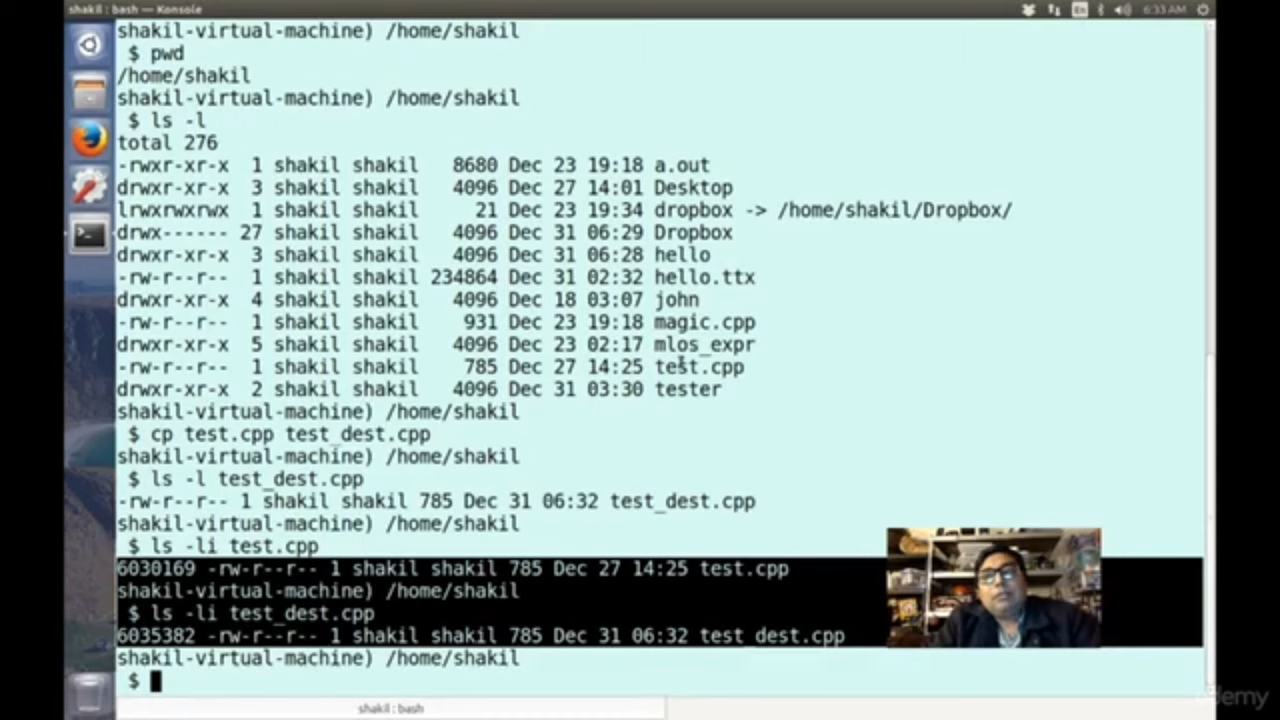 shakil : bash — Konsole
En
6:33 AM
shakil-virtual-machine) /home/shakil
$ pwd
/home/shakil
shakil-virtual-machine) /home/shakil
$ ls -l
total 276
-rwxr-xr-x 1 shakil shakil 8680 Dec 23 19:18 a.out
drwxr-xr-x 3 shakil shakil 4096 Dec 27 14:01 Desktop
lrwxrwxrwx 1 shakil shakil 21 Dec 23 19:34 dropbox -> /home/shakil/Dropbox/
drwx------ 27 shakil shakil 4096 Dec 31 06:29 Dropbox
drwxr-xr-x 3 shakil shakil 4096 Dec 31 06:28 hello
-rw-r--r-- 1 shakil shakil 234864 Dec 31 02:32 hello.ttx
drwxr-xr-x 4 shakil shakil 4096 Dec 18 03:07 john
-rw-r--r-- 1 shakil shakil 931 Dec 23 19:18 magic.cpp
drwxr-xr-x 5 shakil shakil 4096 Dec 23 02:17 mlos_expr
-rw-r--r-- 1 shakil shakil 785 Dec 27 14:25 test.cpp
drwxr-xr-x 2 shakil shakil 4096 Dec 31 03:30 tester
shakil-virtual-machine) /home/shakil
$ cp test.cpp test_dest.cpp
shakil-virtual-machine) /home/shakil
$ ls -l test_dest.cpp
-rw-r--r-- 1 shakil shakil 785 Dec 31 06:32 test_dest.cpp
shakil-virtual-machine) /home/shakil
$ ls -li test.cpp
6030169 -rw-r--r-- 1 shakil shakil 785 Dec 27 14:25 test.cpp
shakil-virtual-machine) /home/shakil
$ ls -li test_dest.cpp
6035382 -rw-r--r-- 1 shakil shakil 785 Dec 31 06:32 test_dest.cpp
shakil-virtual-machine) /home/shakil
$
shakil : bash
udemy